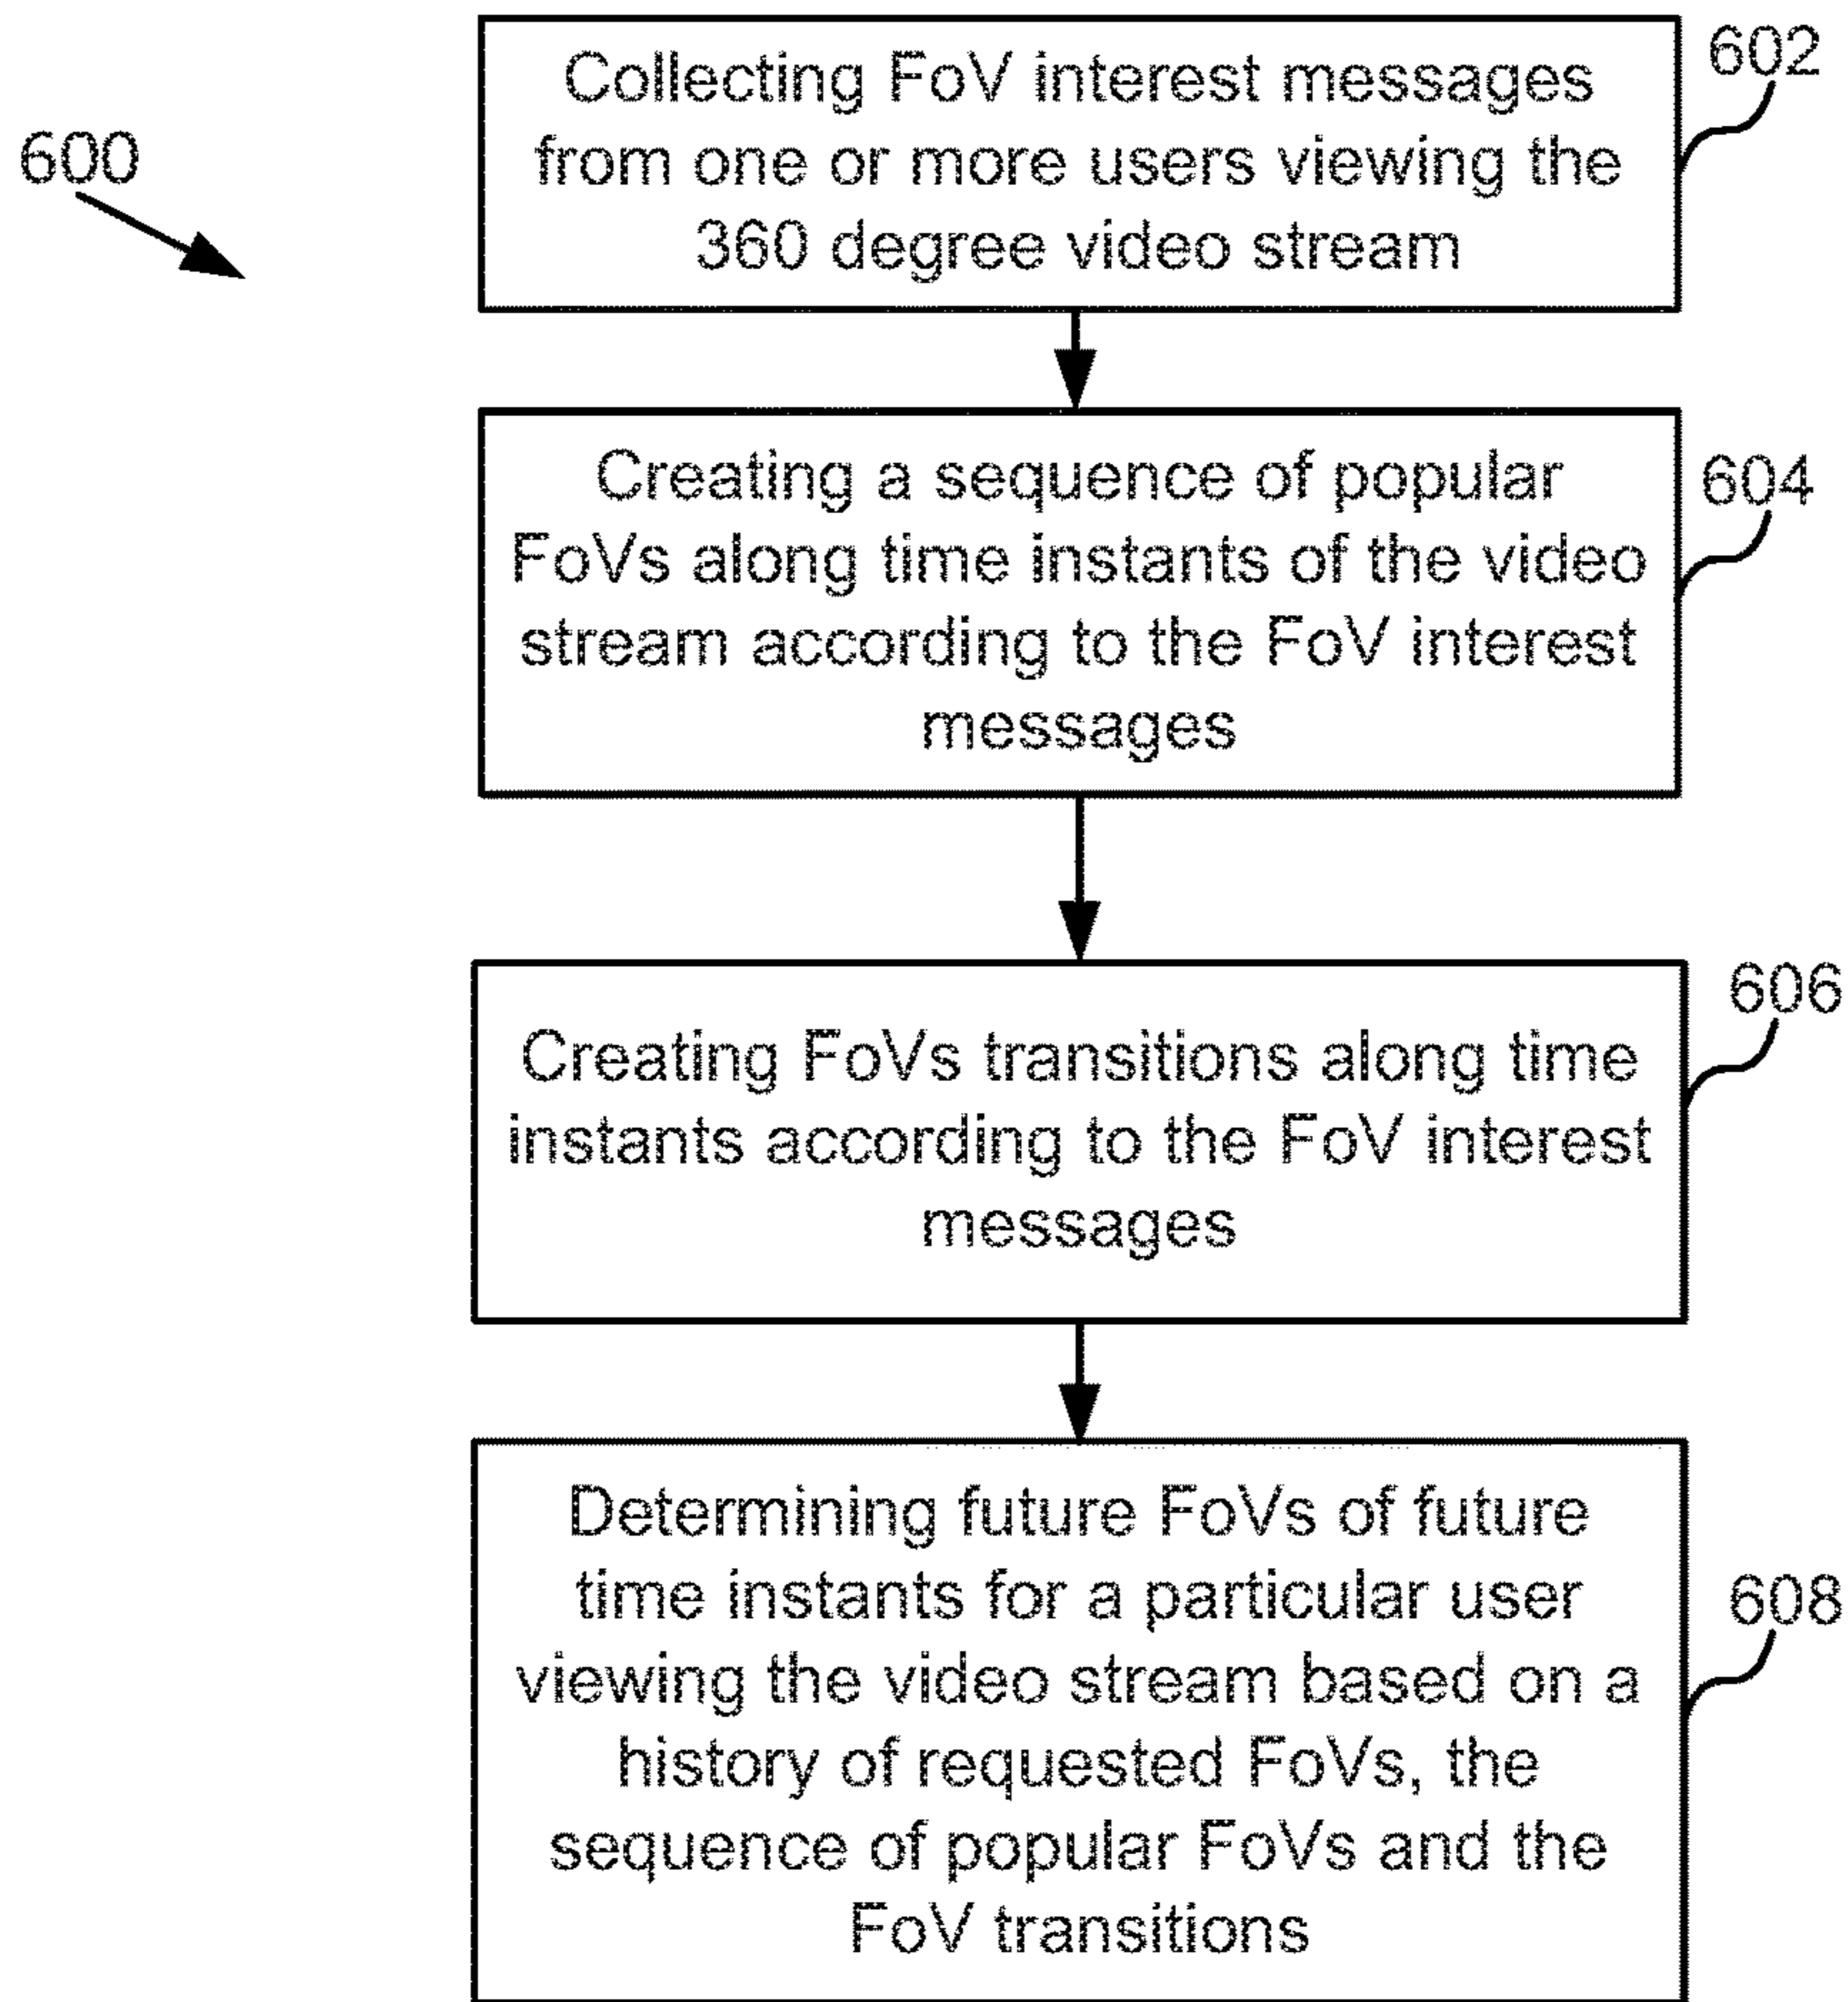 600
Collecting FoV interest messages
from one or more users viewing the
360 degree video stream
602
Creating a sequence of popular
FoVs along time instants of the video
stream according to the FoV interest
messages
604
Creating FoVs transitions along time
instants according to the FoV interest
messages
606
Determining future FoVs of future
time instants for a particular user
viewing the video stream based on a
history of requested FoVs, the
sequence of popular FoVs and the
FoV transitions
608